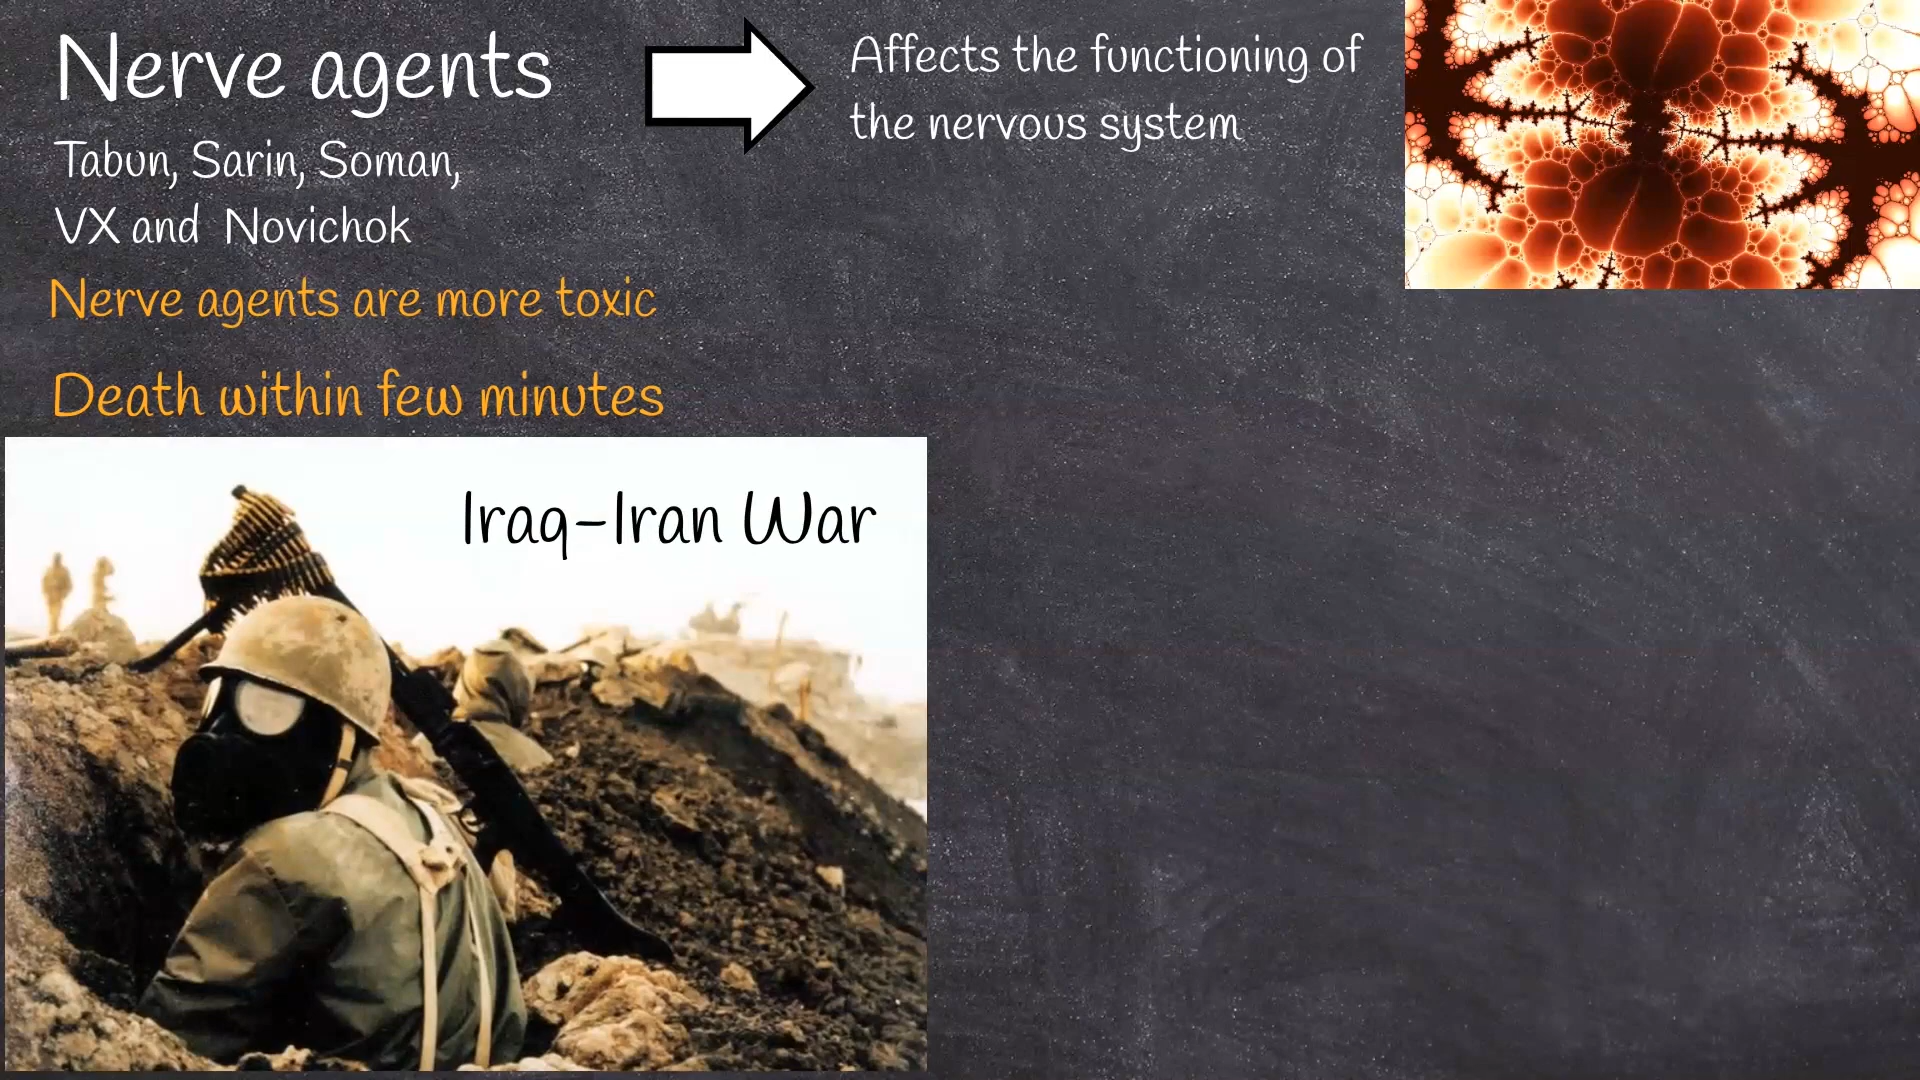 Nerve agents
Affects the functioning of
the nervous system
Tabun, Sarin, Soman,
VX and Novichok
Nerve agents are more toxic
Death within few minutes
Iraq-Iran War